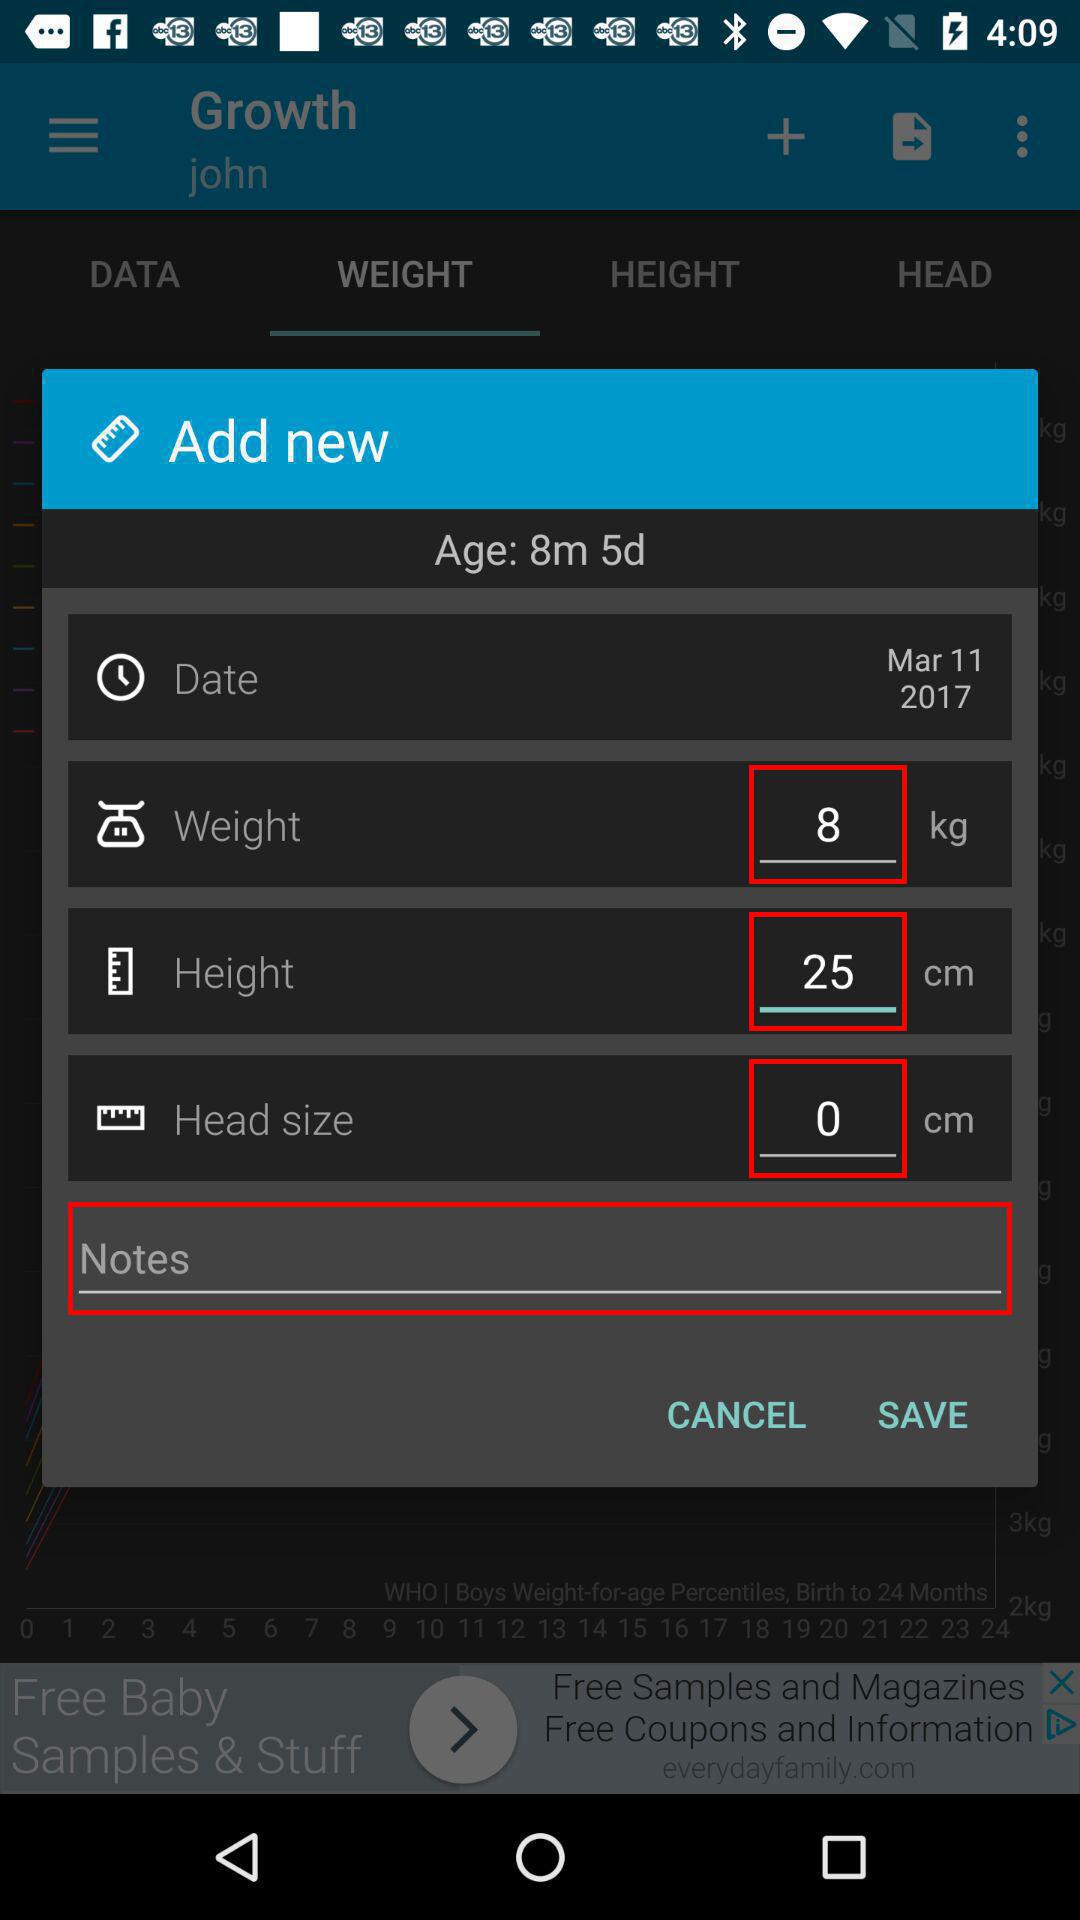 4:09
Growth
john
DATA WEIGHT HEIGHT HEAD
Add new
Age: 8m 5d
kg
kg
Date Mar 11
2017
kg
kg
kg
Weight 8 kg
kg
Height 25 cm
kg
g
g
Head size 0 cm
g
Notes
g
g
CANCEL SAVE
g
3kg
WHO | Boys Weight-for-age Percentiles, Birth to 24 Months
2kg
0 1 2 3 4 5 6 7 8 9 10 11 12 13 14 15 16 17 18 19 20 21 22 23 24
Free Baby
Samples & Stuff
Free Samples and Magazines
Free Coupons and Information
everydayfamily.com